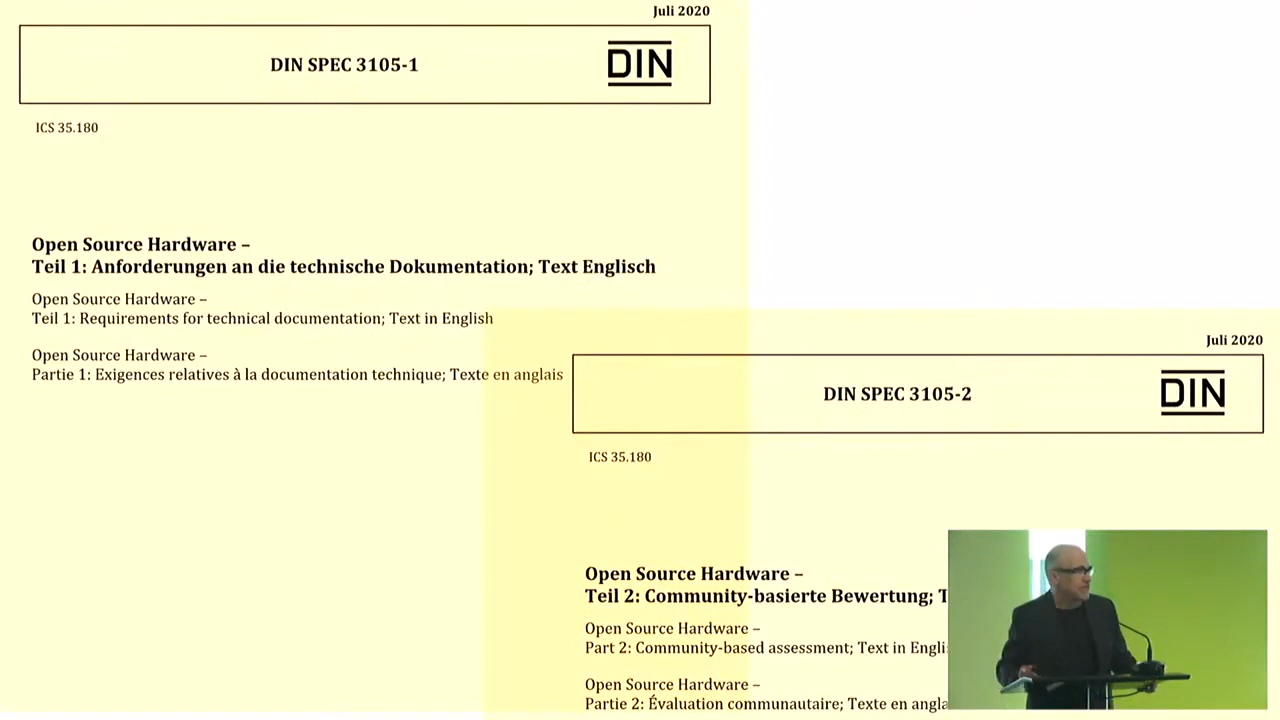 Juli 2020
DIN SPEC 3105-1
DIN
ICS 35.180
Open Source Hardware –
Teil 1: Anforderungen an die technische Dokumentation; Text Englisch
Open Source Hardware –
Teil 1: Requirements for technical documentation; Text in English
Open Source Hardware –
Partie 1: Exigences relatives à la documentation technique; Texte en anglais
Juli 2020
DIN SPEC 3105-2
DIN
ICS 35.180
Open Source Hardware –
Teil 2: Community-basierte Bewertung;
Open Source Hardware –
Part 2: Community-based assessment; Text in
Open Source Hardware –
Partie 2: Évaluation communautaire; Texte en